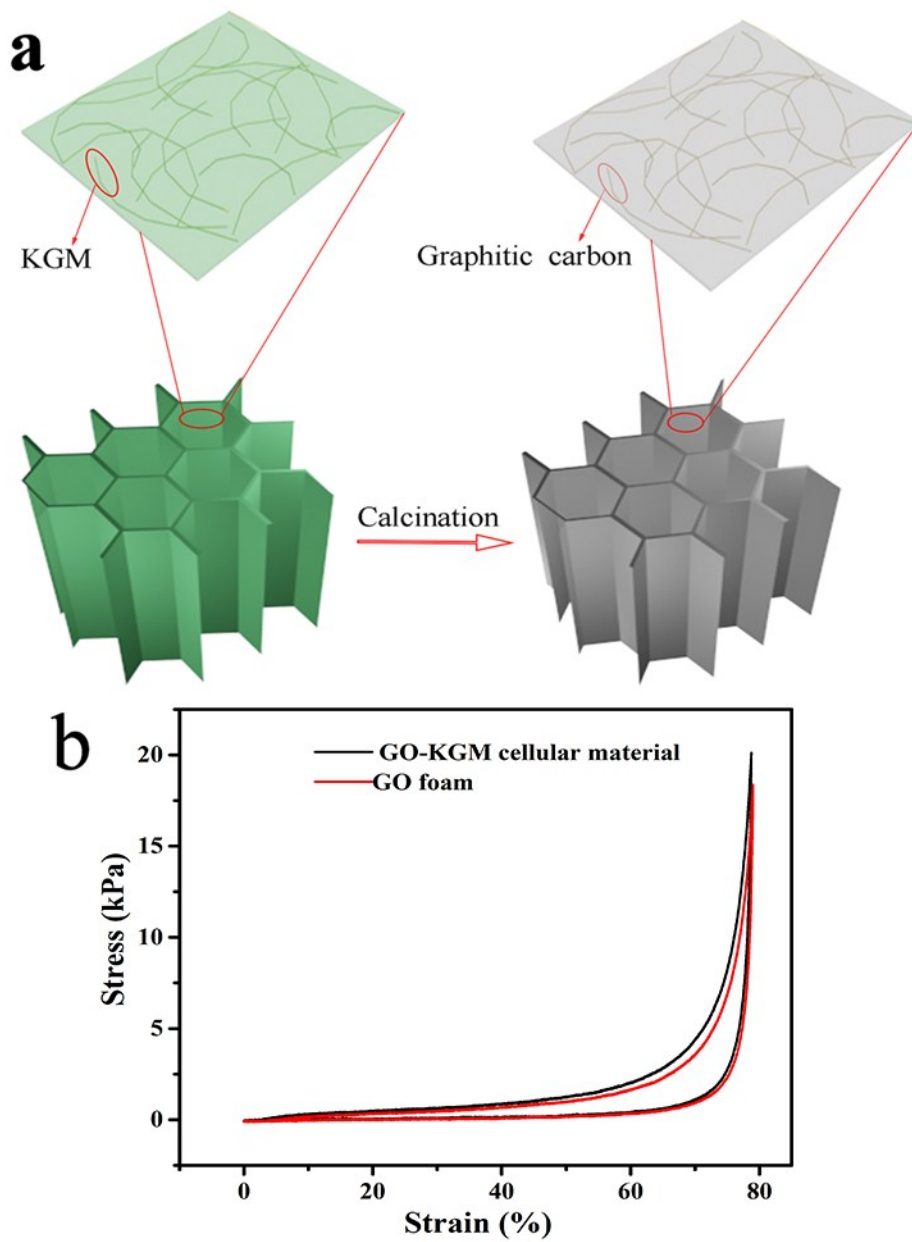 a
KGM
Graphitic carbon
Calcination
b
GO-KGM cellular material
GO foam
20
15
10
5
0
Stress (kPa)
0
20
40
60
80
Strain (%)